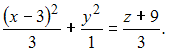 (x − 3)²/3 + y²/1 = (z + 9)/3.